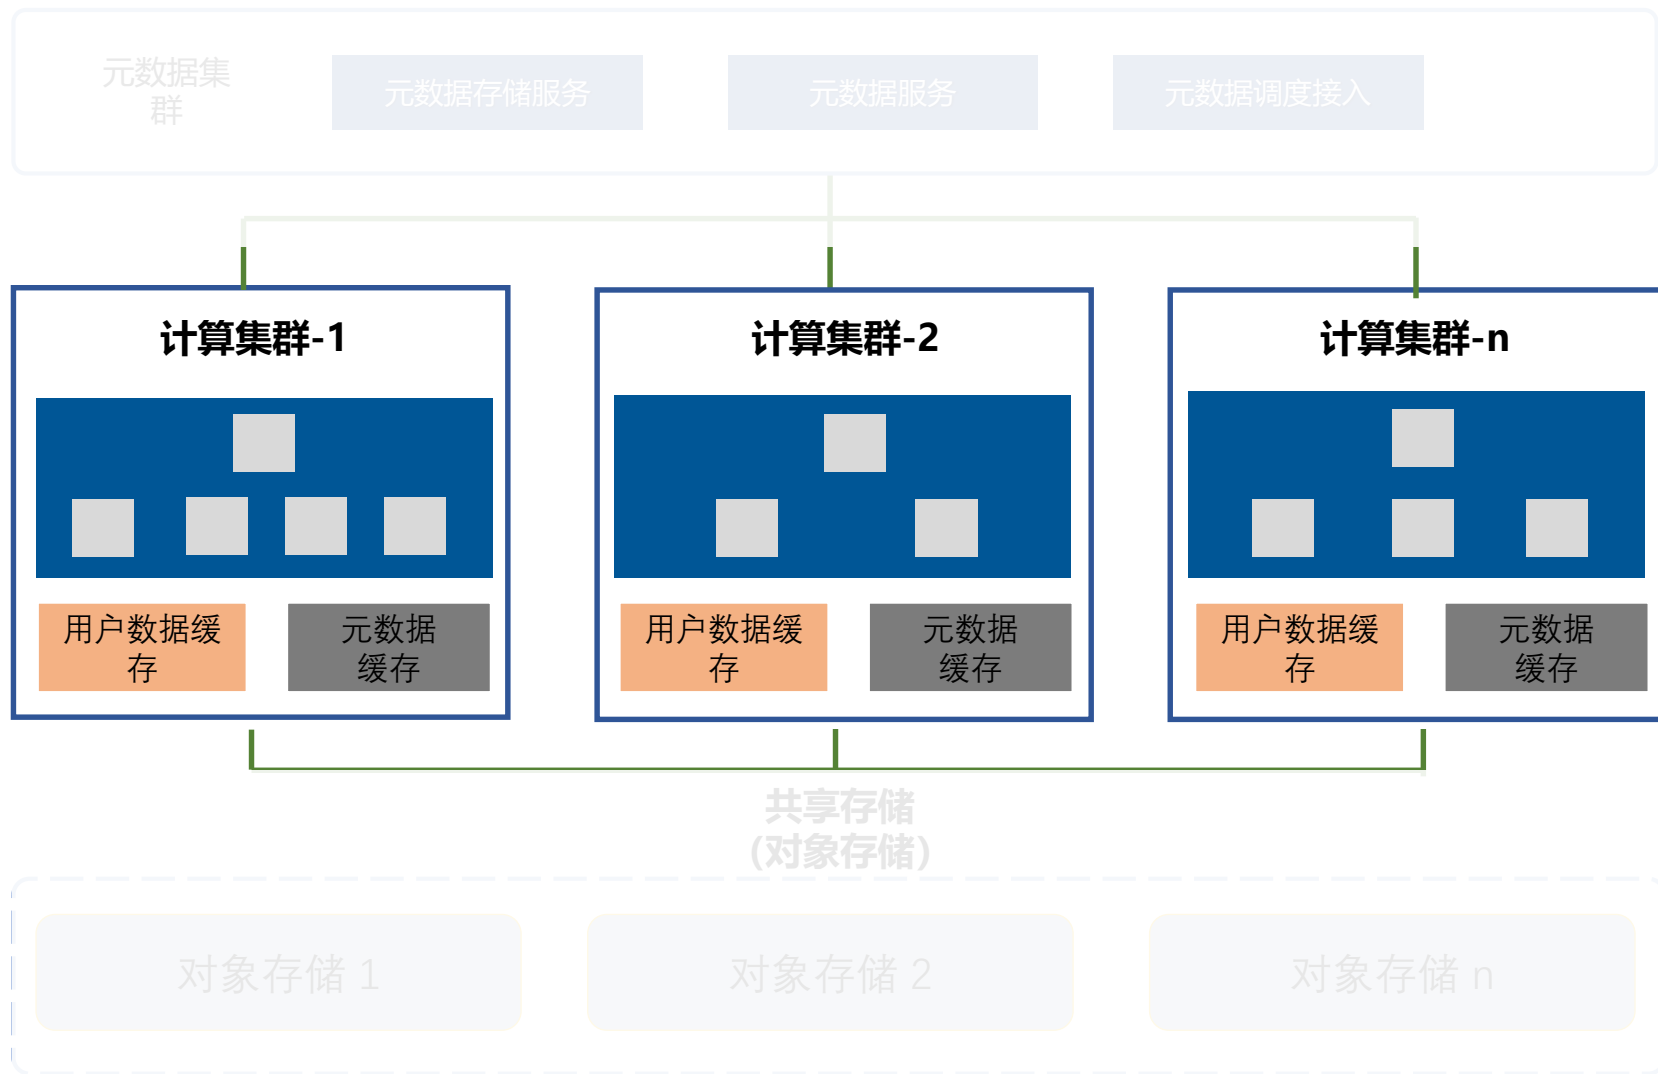 元数据集
群
元数据存储服务
元数据服务
元数据调度接入
计算集群-1
计算集群-2
计算集群-n
用户数据缓
存
元数据
缓存
用户数据缓
存
元数据
缓存
用户数据缓
存
元数据
缓存
共享存储
(对象存储)
对象存储 1
对象存储 2
对象存储 n